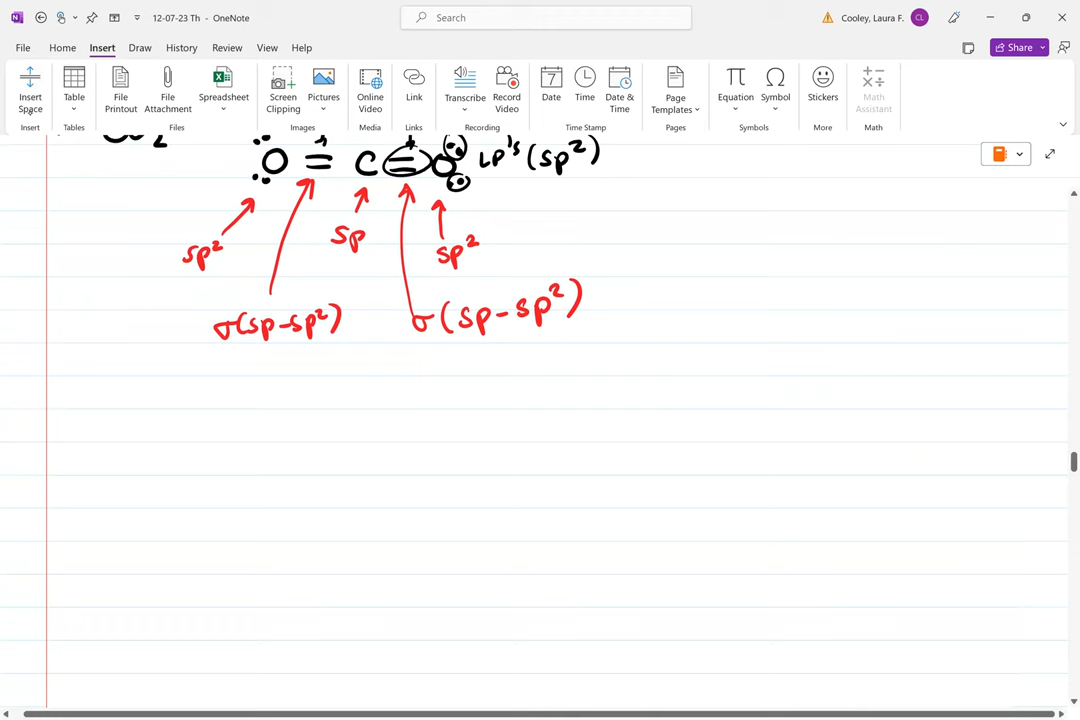 12-07-23 Th - OneNote
Search
Cooley, Laura F.
CL
File Home Insert Draw History Review View Help
Share
Insert Space
Table
File Printout
File Attachment
Spreadsheet
Screen Clipping
Pictures
Online Video
Link
Transcribe
Record Video
Date
Time
Date & Time
Page Templates
Equation
Symbol
Stickers
Math Assistant
Insert Tables Files Images Media Links Recording Time Stamp Pages Symbols More Math
CO2
O = C = O LP's (sp²)
sp² sp sp²
σ(sp-sp²) σ(sp-sp²)